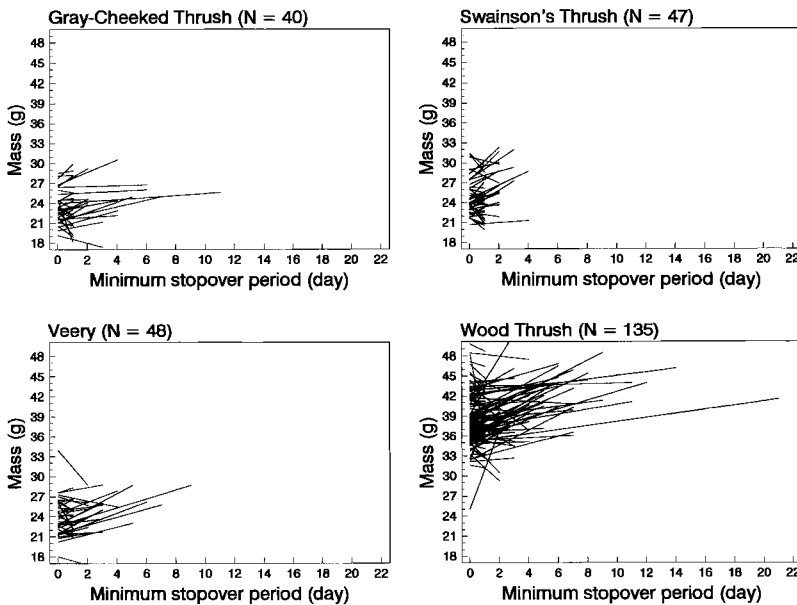 Gray-Cheeked Thrush (N = 40)
48
45
42
39
36
33
30
27
24
21
18
Mass (g)
0 2 4 6 8 10 12 14 16 18 20 22
Minimum stopover period (day)
Swainson's Thrush (N = 47)
48
45
42
39
36
33
30
27
24
21
18
Mass (g)
0 2 4 6 8 10 12 14 16 18 20 22
Minimum stopover period (day)
Veery (N = 48)
48
45
42
39
36
33
30
27
24
21
18
Mass (g)
0 2 4 6 8 10 12 14 16 18 20 22
Minimum stopover period (day)
Wood Thrush (N = 135)
48
45
42
39
36
33
30
27
24
21
18
Mass (g)
0 2 4 6 8 10 12 14 16 18 20 22
Minimum stopover period (day)